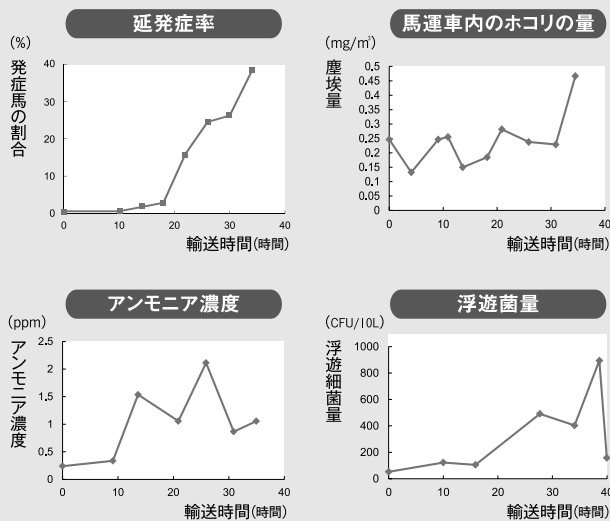 延発症率
(%)
発症馬の割合
40
30
20
10
0
0 10 20 30 40
輸送時間(時間)
馬運車内のホコリの量
(mg/㎥)
塵埃量
0.5
0.45
0.4
0.35
0.3
0.25
0.2
0.15
0.1
0.05
0
0 10 20 30 40
輸送時間(時間)
アンモニア濃度
(ppm)
アンモニア濃度
2.5
2
1.5
1
0.5
0
0 10 20 30 40
輸送時間(時間)
浮遊菌量
(CFU/10L)
浮遊細菌量
1000
800
600
400
200
0
0 10 20 30 40
輸送時間(時間)